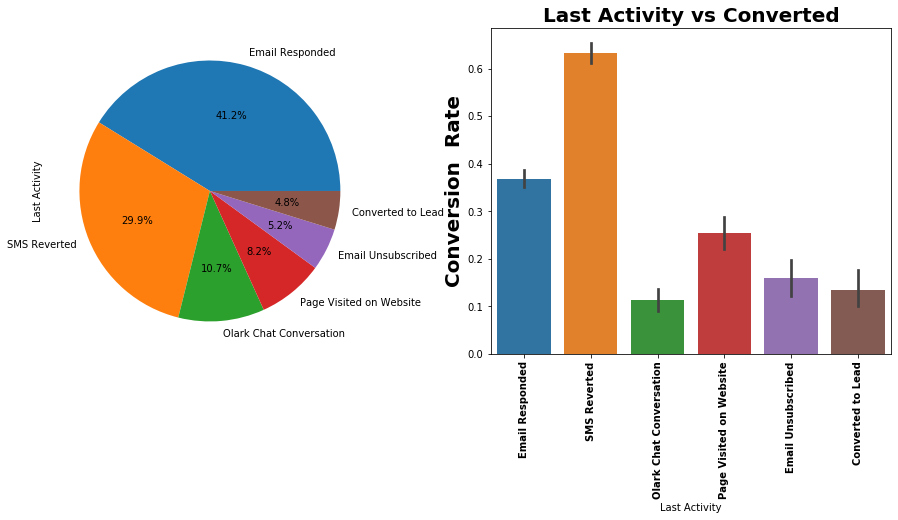 Last Activity
Email Responded
41.2%
SMS Reverted
29.9%
Olark Chat Conversation
10.7%
Page Visited on Website
8.2%
Email Unsubscribed
5.2%
Converted to Lead
4.8%
Last Activity vs Converted
Conversion  Rate
0.6
0.5
0.4
0.3
0.2
0.1
0.0
Email Responded
SMS Reverted
Olark Chat Conversation
Page Visited on Website
Email Unsubscribed
Converted to Lead
Last Activity